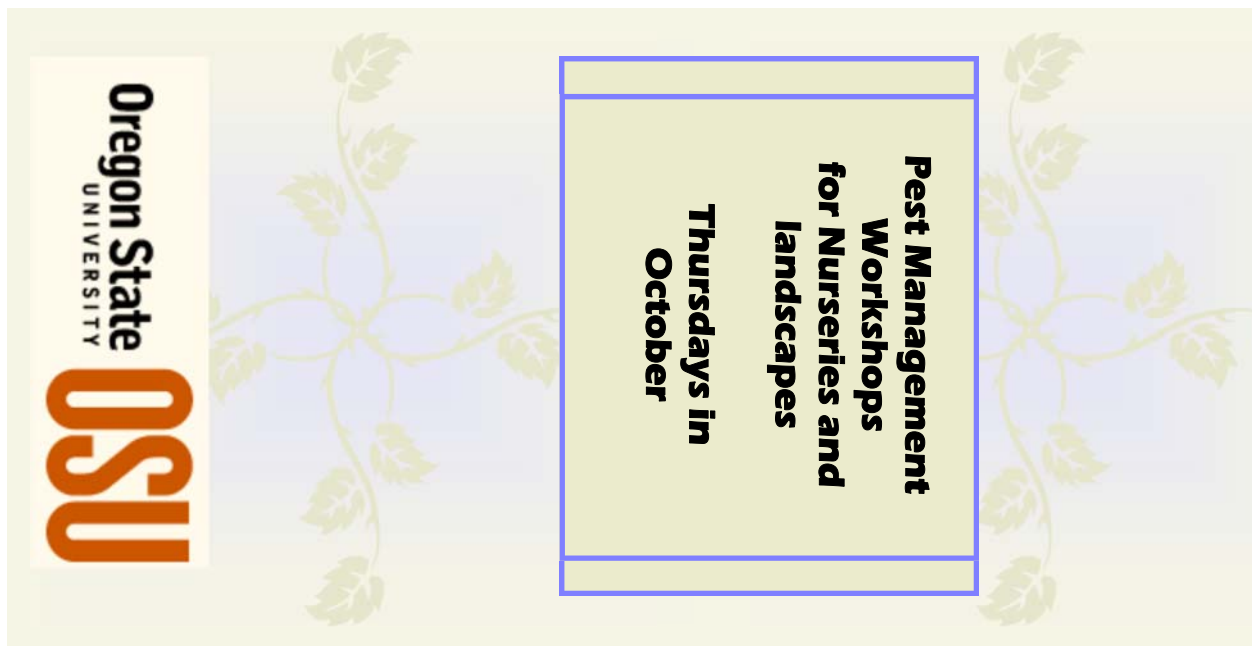 Pest Management
Workshops
for Nurseries and
landscapes
Thursdays in
October
Oregon State
UNIVERSITY
OSU